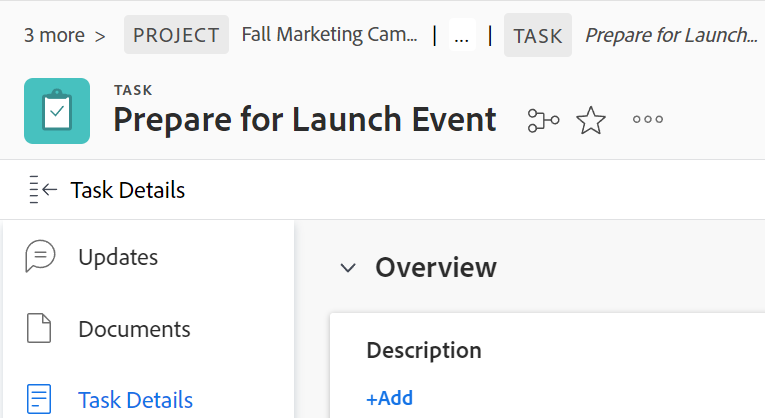 3 more > PROJECT Fall Marketing Cam... | ... | TASK Prepare for Launch...
TASK
Prepare for Launch Event
Task Details
Updates
Overview
Documents
Description
Task Details
+Add